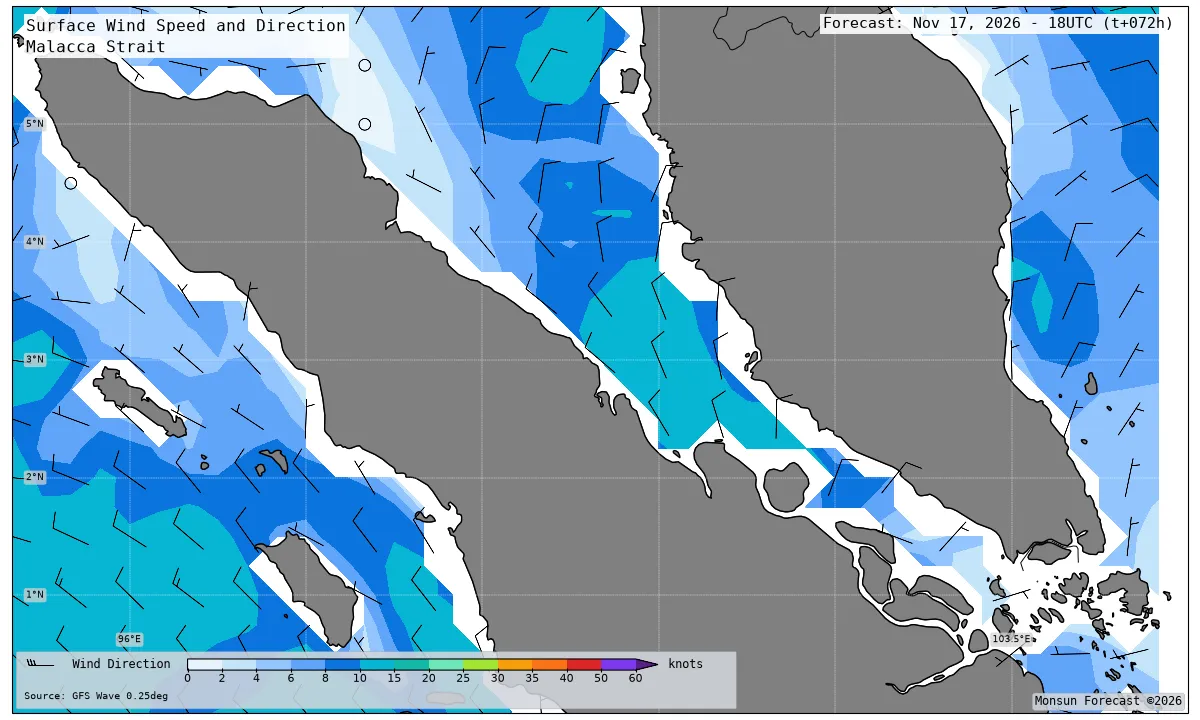 Surface Wind Speed and Direction
Malacca Strait
Forecast: Nov 17, 2026 - 18UTC (t+072h)
5°N
4°N
3°N
2°N
1°N
96°E
103.5°E
Wind Direction
knots
0 2 4 6 8 10 15 20 25 30 35 40 50 60
Source: GFS Wave 0.25deg
Monsun Forecast ©2026